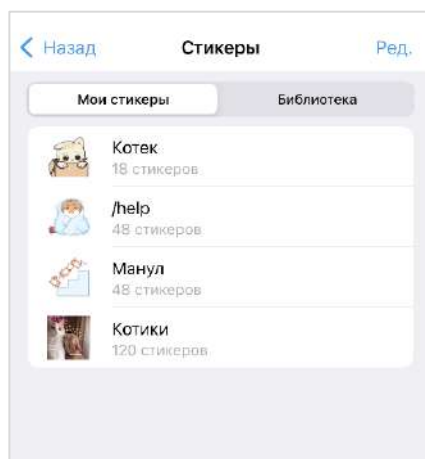 Назад Стикеры Ред.
Мои стикеры Библиотека
Котек
18 стикеров
/help
48 стикеров
Манул
48 стикеров
Котики
120 стикеров